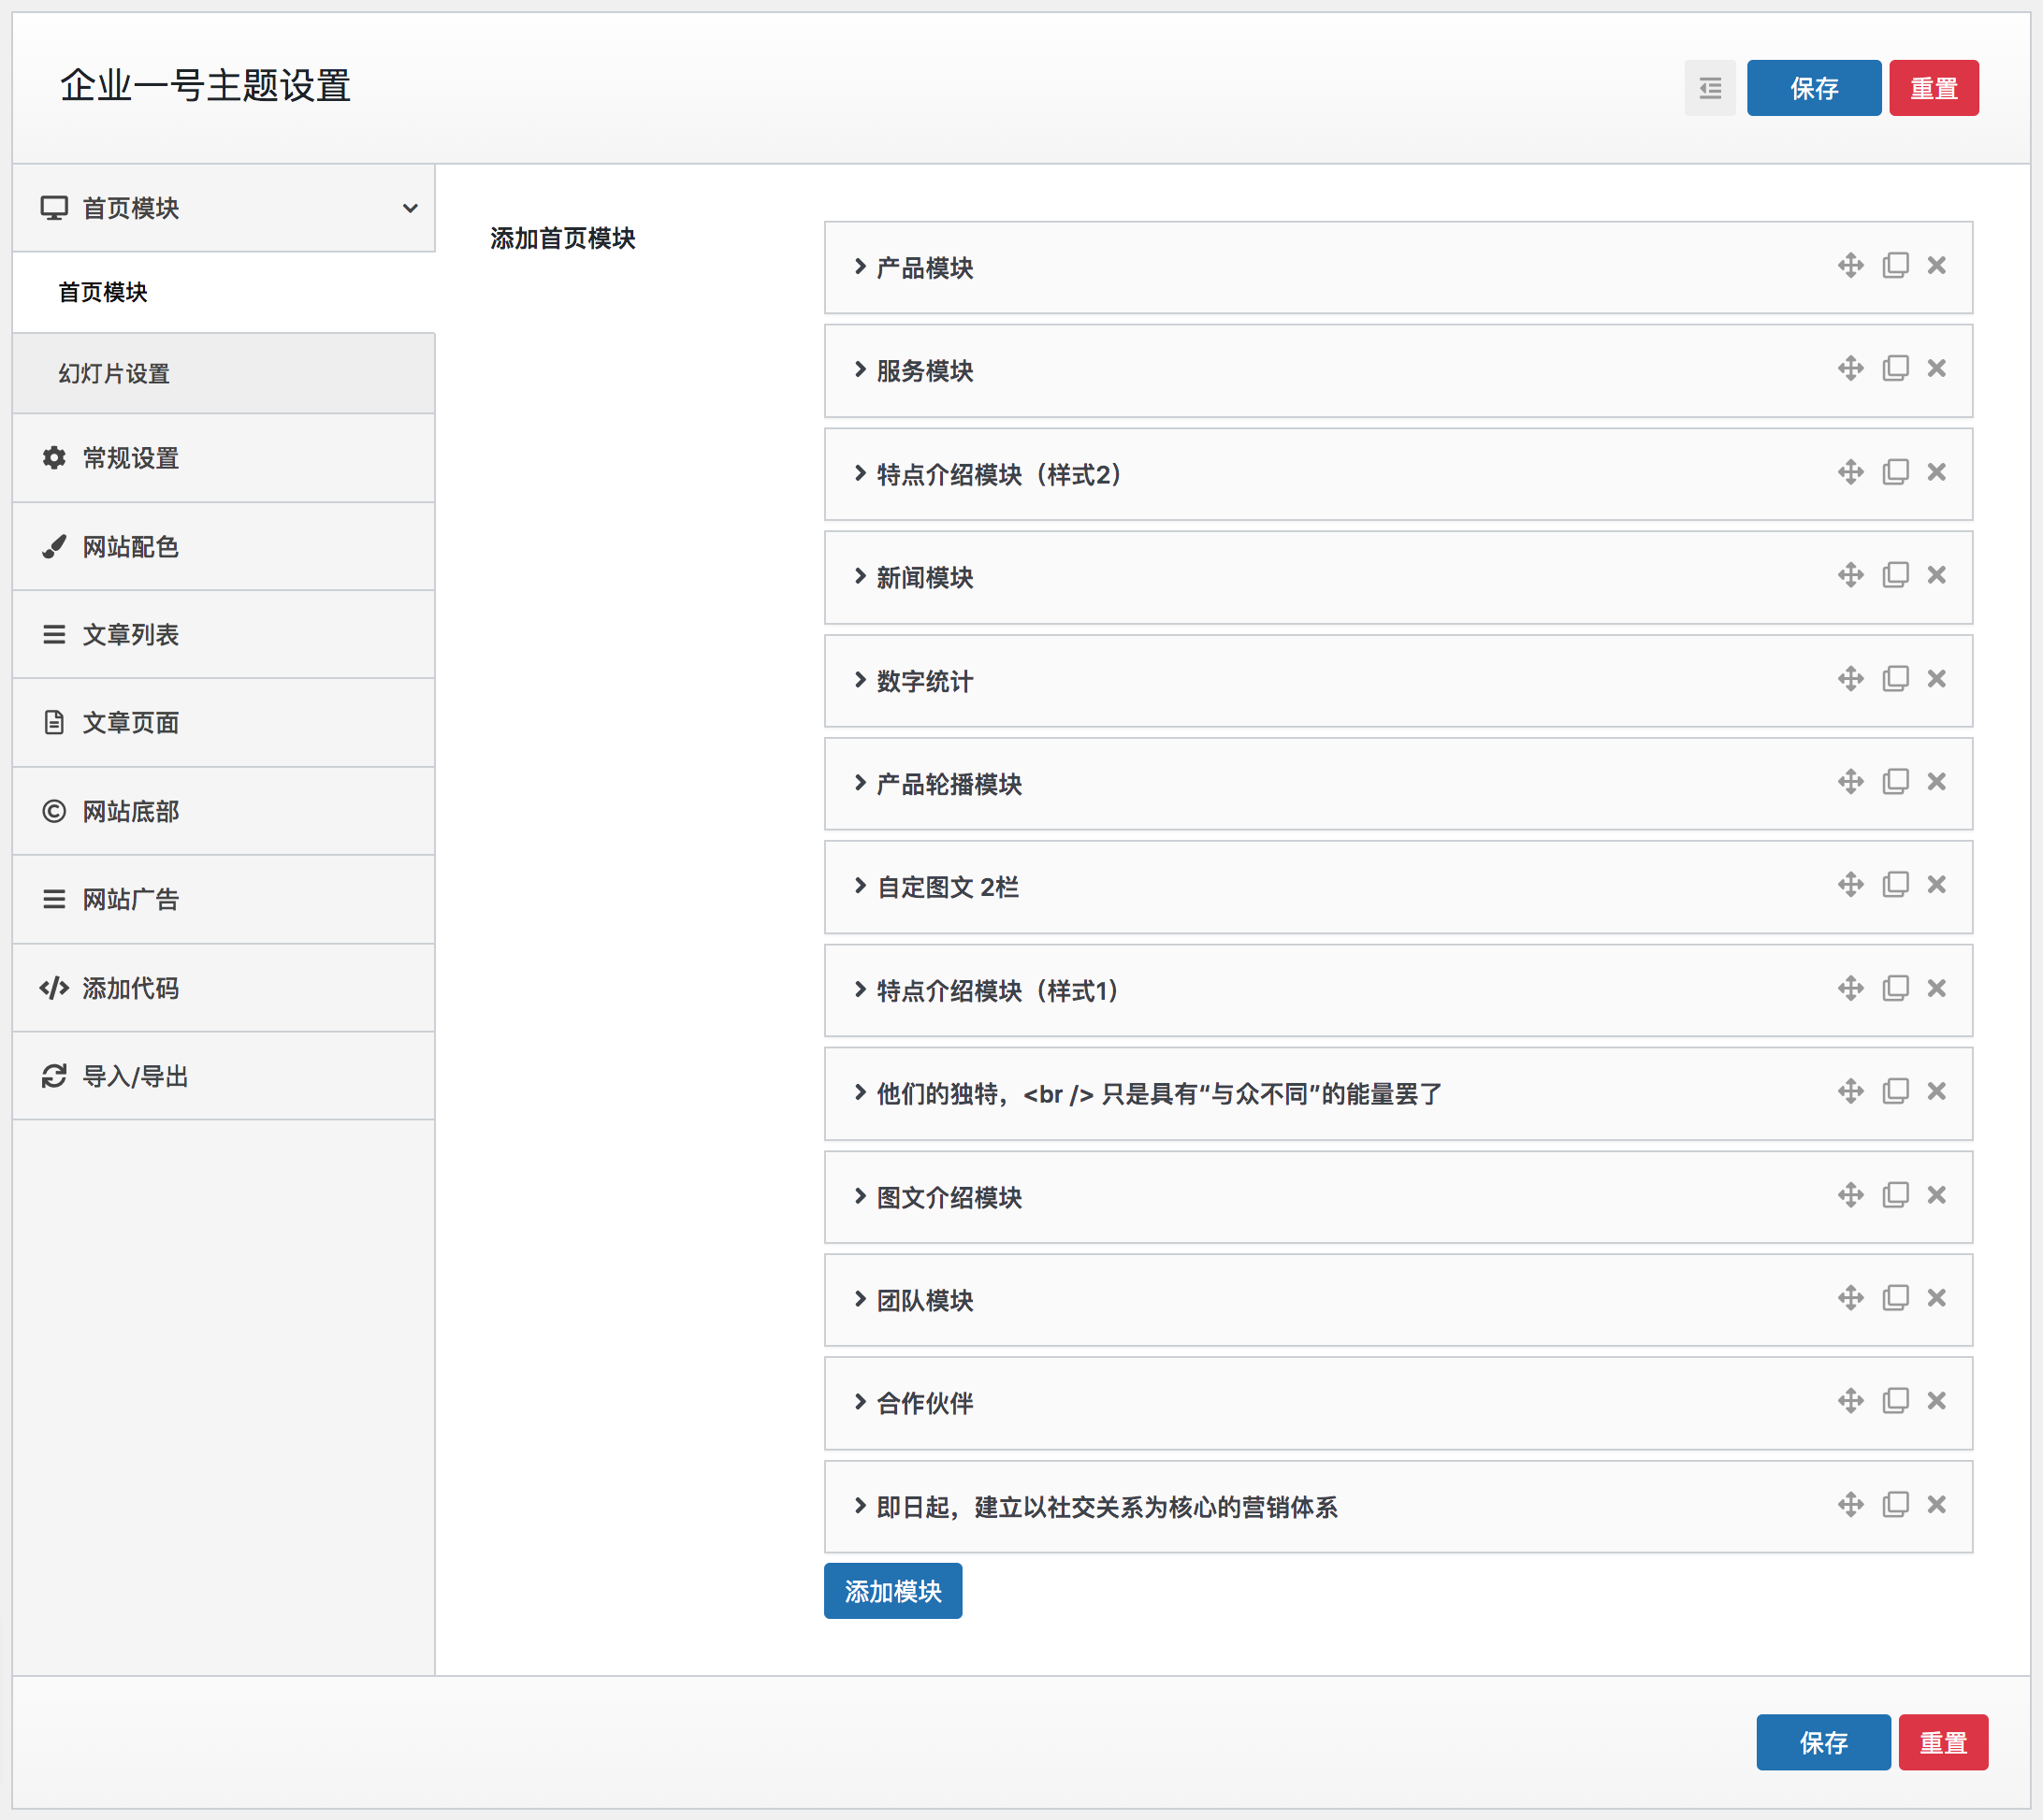 企业一号主题设置
保存
重置
首页模块
首页模块
幻灯片设置
常规设置
网站配色
文章列表
文章页面
网站底部
网站广告
添加代码
导入/导出
添加首页模块
产品模块
服务模块
特点介绍模块（样式2）
新闻模块
数字统计
产品轮播模块
自定图文 2栏
特点介绍模块（样式1）
他们的独特，<br /> 只是具有“与众不同”的能量罢了
图文介绍模块
团队模块
合作伙伴
即日起，建立以社交关系为核心的营销体系
添加模块
保存
重置